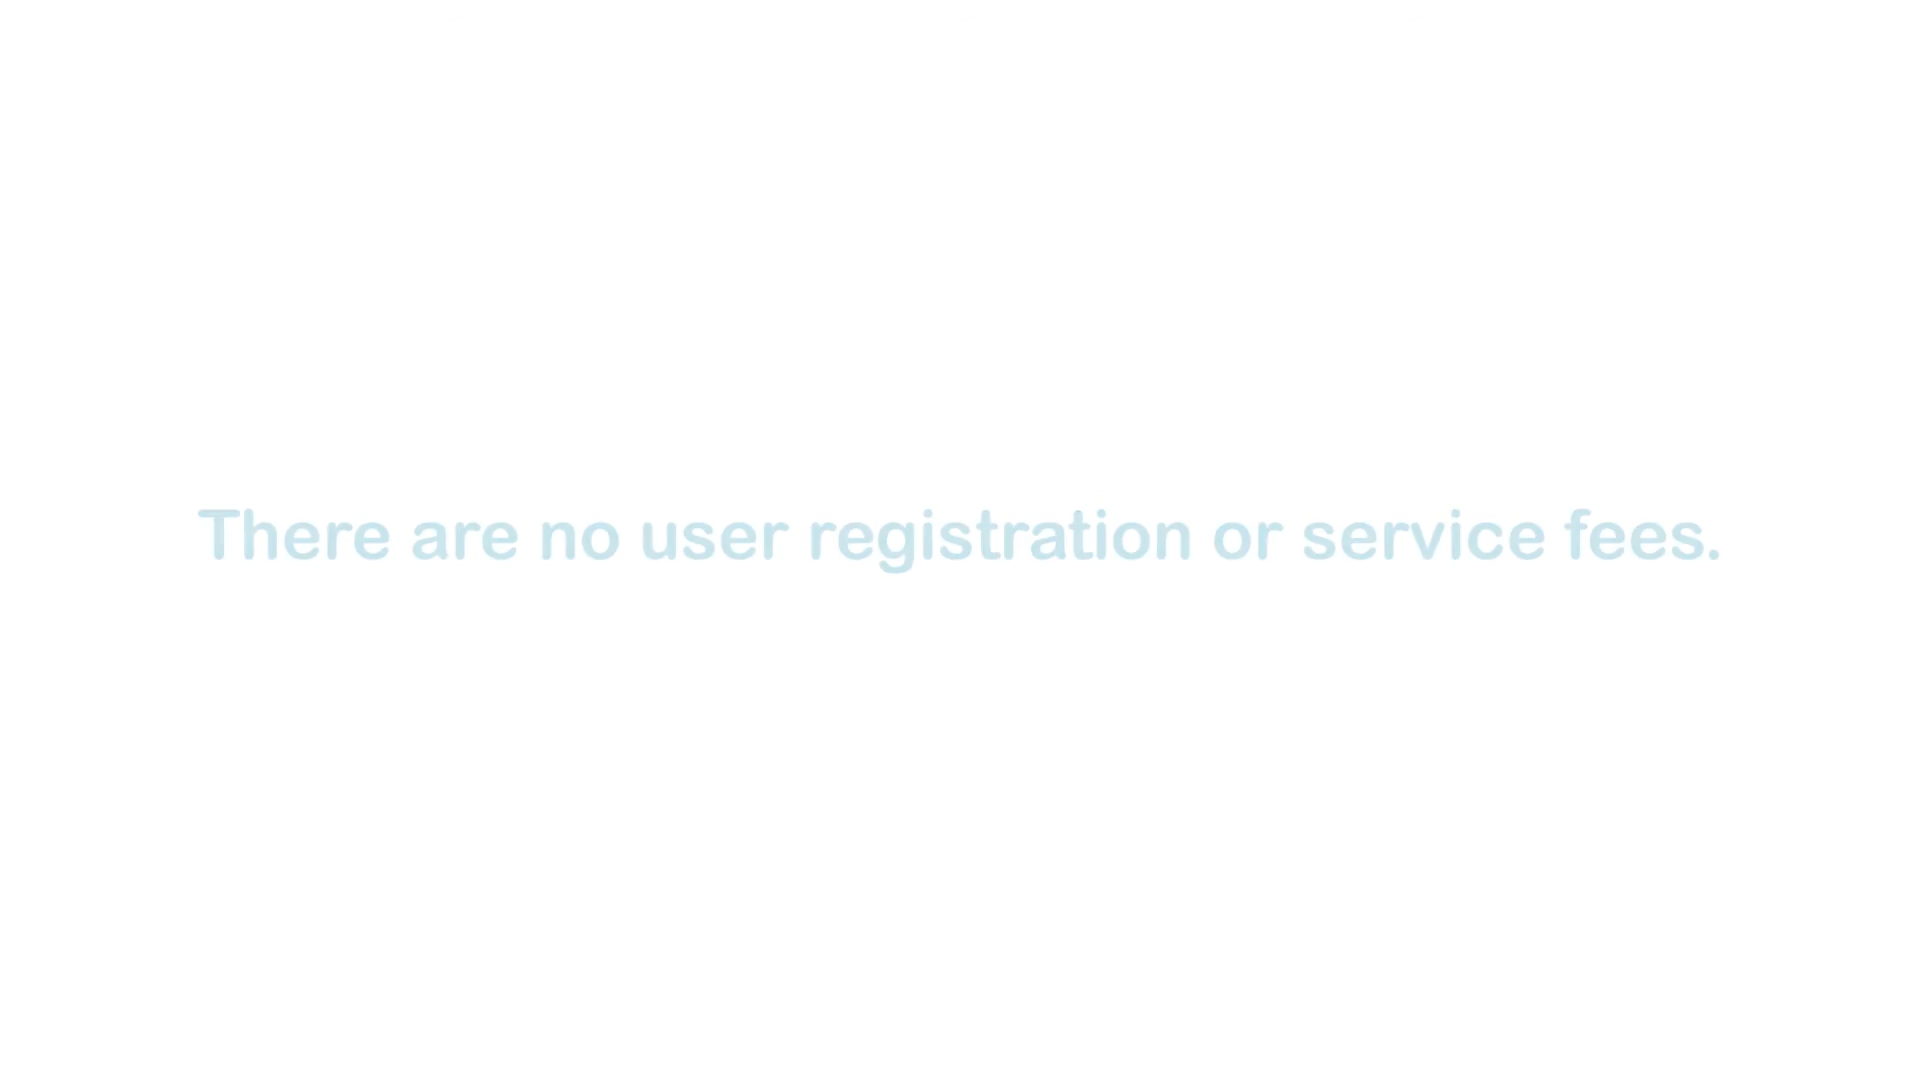 There are no user registration or service fees.